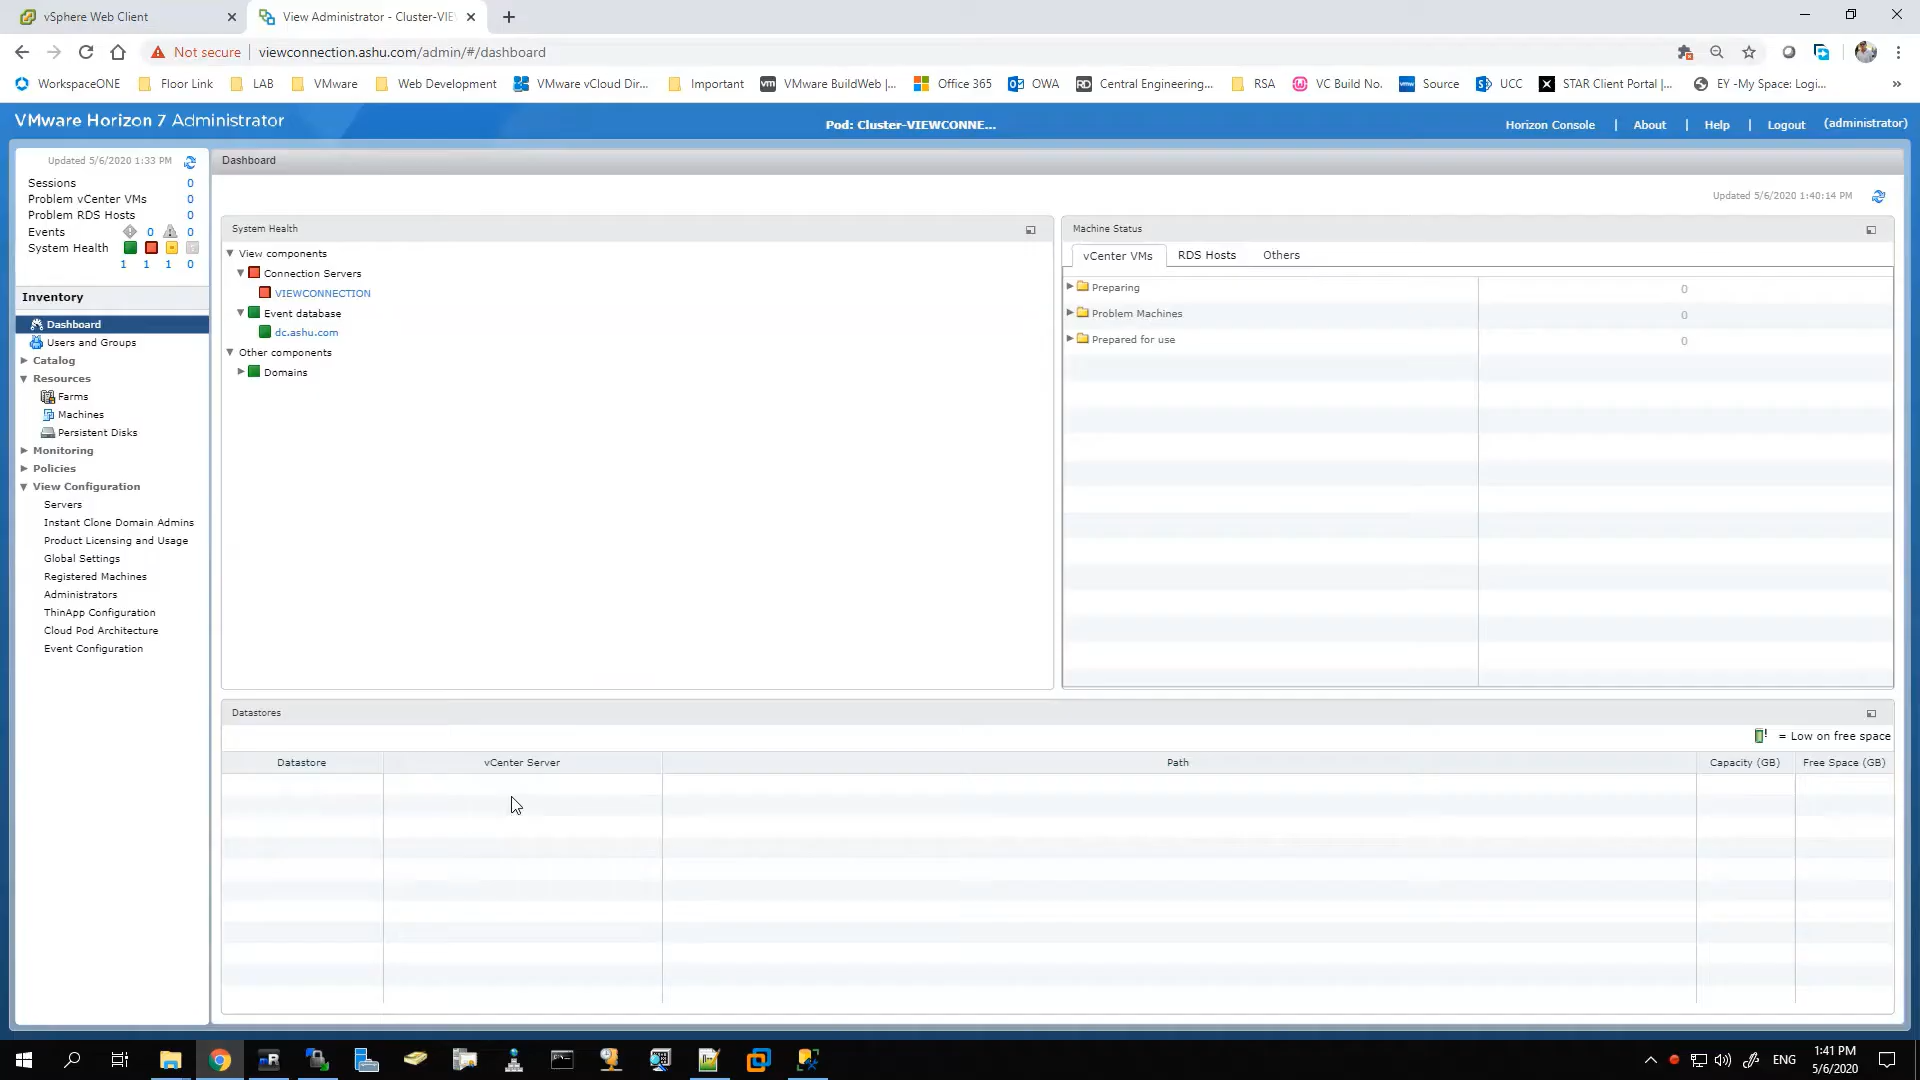 vSphere Web Client
View Administrator - Cluster-VIE
Not secure
viewconnection.ashu.com/admin/#/dashboard
WorkspaceONE
Floor Link
LAB
VMware
Web Development
VMware vCloud Dir...
Important
VMware BuildWeb |...
Office 365
OWA
Central Engineering...
RSA
VC Build No.
Source
UCC
STAR Client Portal |...
EY -My Space: Logi...
VMware Horizon 7 Administrator
Pod: Cluster-VIEWCONNE...
Horizon Console | About | Help | Logout (administrator)
Updated 5/6/2020 1:33 PM
Sessions 0
Problem vCenter VMs 0
Problem RDS Hosts 0
Events 0 0
System Health
1 1 1 0
Inventory
Dashboard
Users and Groups
Catalog
Resources
Farms
Machines
Persistent Disks
Monitoring
Policies
View Configuration
Servers
Instant Clone Domain Admins
Product Licensing and Usage
Global Settings
Registered Machines
Administrators
ThinApp Configuration
Cloud Pod Architecture
Event Configuration
Dashboard
Updated 5/6/2020 1:40:14 PM
System Health
View components
Connection Servers
VIEWCONNECTION
Event database
dc.ashu.com
Other components
Domains
Machine Status
vCenter VMs RDS Hosts Others
Preparing 0
Problem Machines 0
Prepared for use 0
Datastores
= Low on free space
Datastore vCenter Server Path Capacity (GB) Free Space (GB)
ENG
1:41 PM
5/6/2020